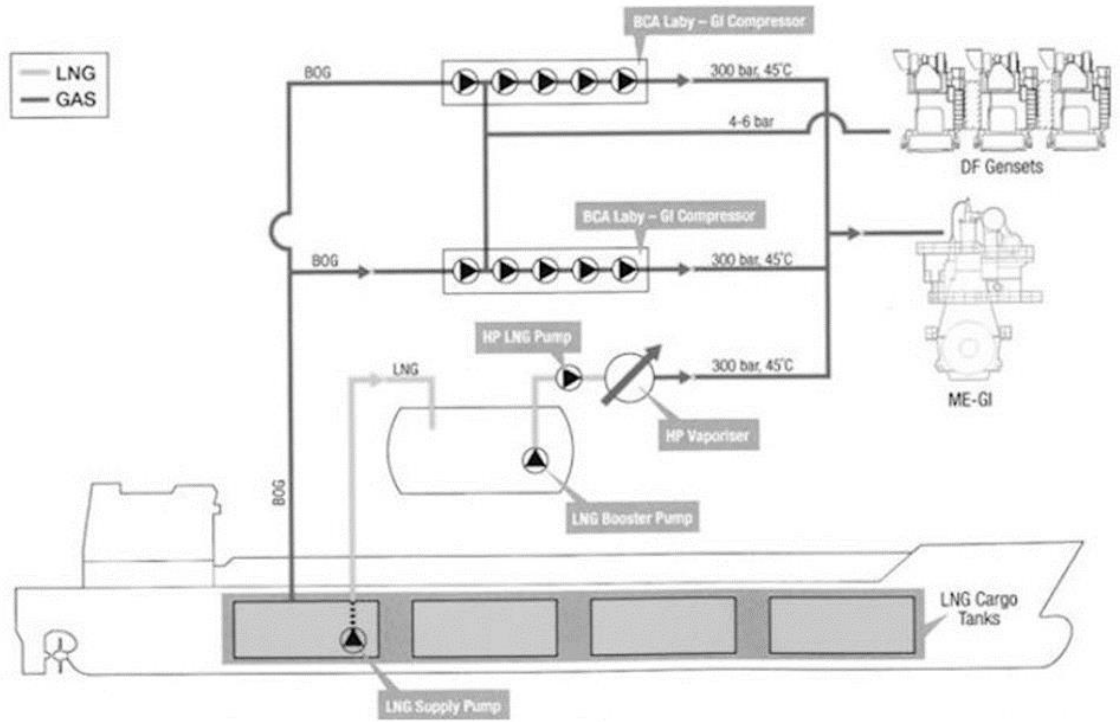 BCA Laby – GI Compressor
LNG
GAS
BOG
300 bar, 45°C
4-6 bar
DF Gensets
BCA Laby – GI Compressor
BOG
300 bar, 45°C
HP LNG Pump
LNG
300 bar, 45°C
ME-GI
HP Vaporiser
BOG
LNG Booster Pump
LNG Cargo
Tanks
LNG Supply Pump